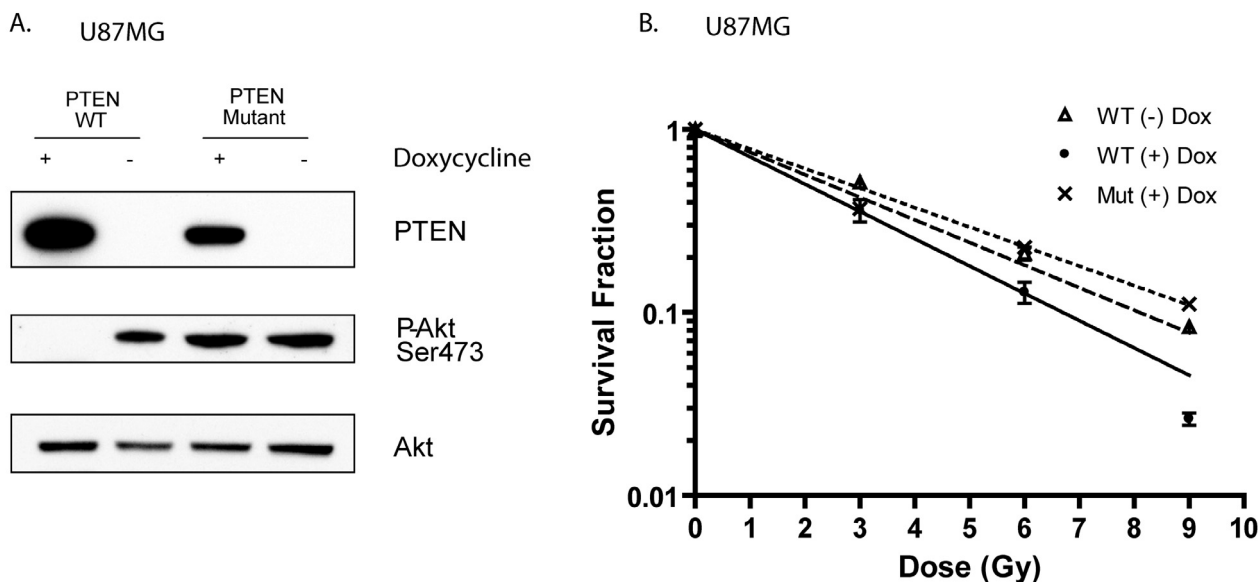 A.
U87MG
PTEN
WT
PTEN
Mutant
+ - + - Doxycycline
PTEN
P-Akt
Ser473
Akt
B.
U87MG
WT (-) Dox
WT (+) Dox
Mut (+) Dox
Survival Fraction
1
0.1
0.01
0 1 2 3 4 5 6 7 8 9 10
Dose (Gy)